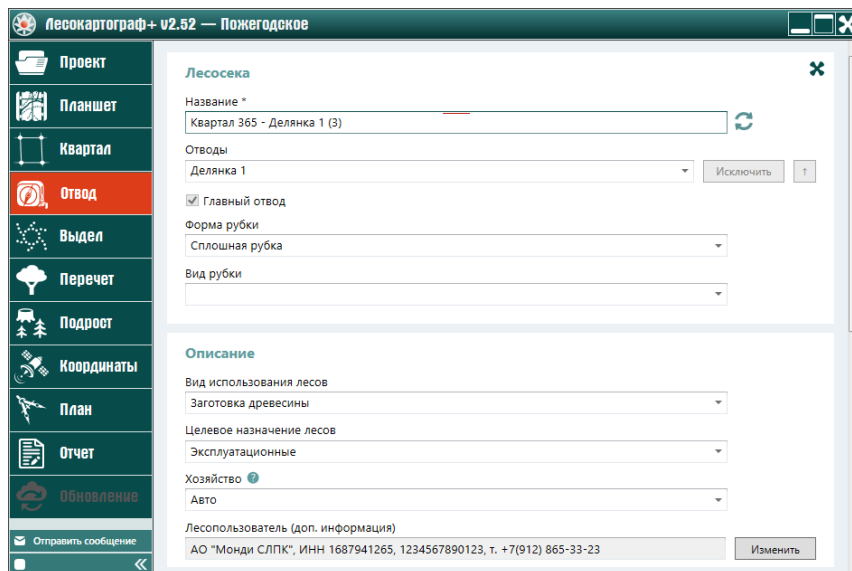 Лесокартограф+ v2.52 — Пожегодское
Проект
Планшет
Квартал
Отвод
Выдел
Перечет
Подрост
Координаты
План
Отчет
Обновление
Отправить сообщение
Лесосека
Название *
Квартал 365 - Делянка 1 (3)
Отводы
Делянка 1
Исключить ↑
Главный отвод
Форма рубки
Сплошная рубка
Вид рубки
Описание
Вид использования лесов
Заготовка древесины
Целевое назначение лесов
Эксплуатационные
Хозяйство ?
Авто
Лесопользователь (доп. информация)
АО "Монди СЛПК", ИНН 1687941265, 1234567890123, т. +7(912) 865-33-23
Изменить